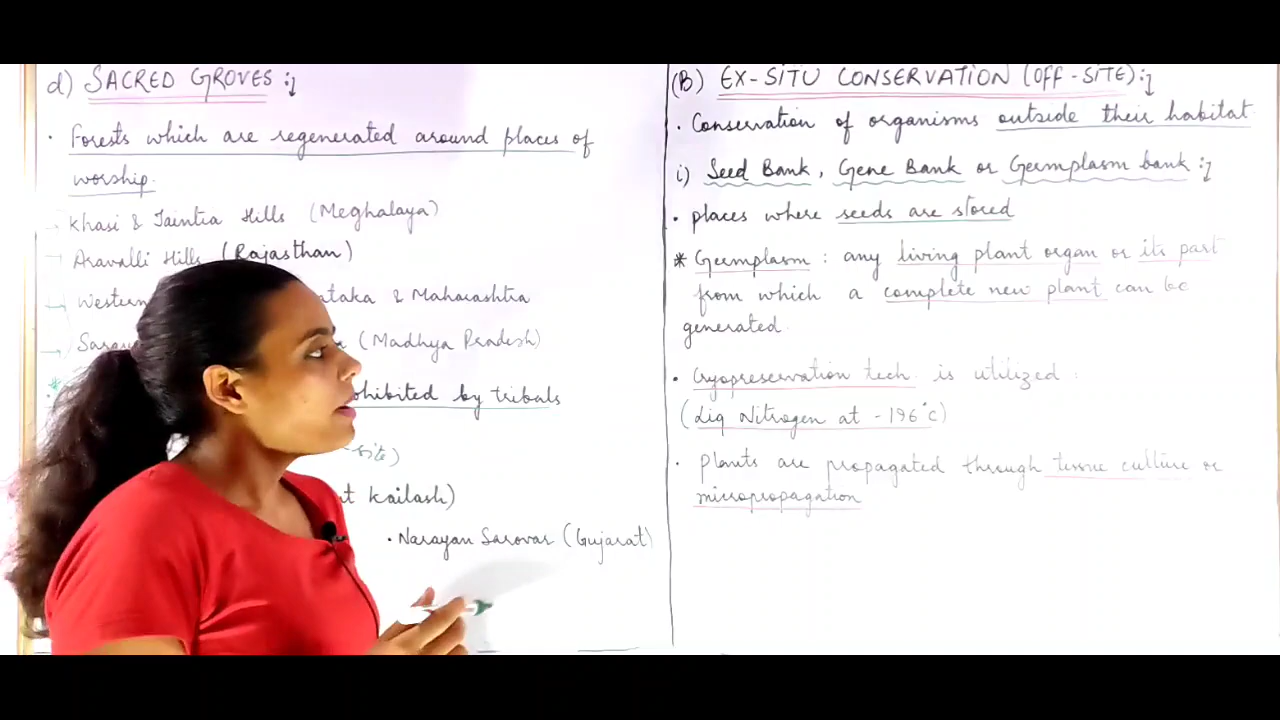 d) SACRED GROVES :↓
· Forests which are regenerated around places of
worship.
→ Khasi & Jaintia Hills (Meghalaya)
→ Aravalli Hills (Rajasthan)
→ Western ataka & Maharashtra
→ (Madhya Pradesh)
* hibited by tribals
-site)
t Kailash)
· Narayan Sarovar (Gujarat)
(B) EX-SITU CONSERVATION (OFF-SITE) :↓
· Conservation of organisms outside their habitat
i) Seed Bank, Gene Bank or Germplasm bank :↓
· places where seeds are stored
* Germplasm : any living plant organ or its part
from which a complete new plant can be
generated.
· Cryopreservation tech. is utilized.
(Liq Nitrogen at -196°C)
· Plants are propagated through tissue culture or
micropropagation